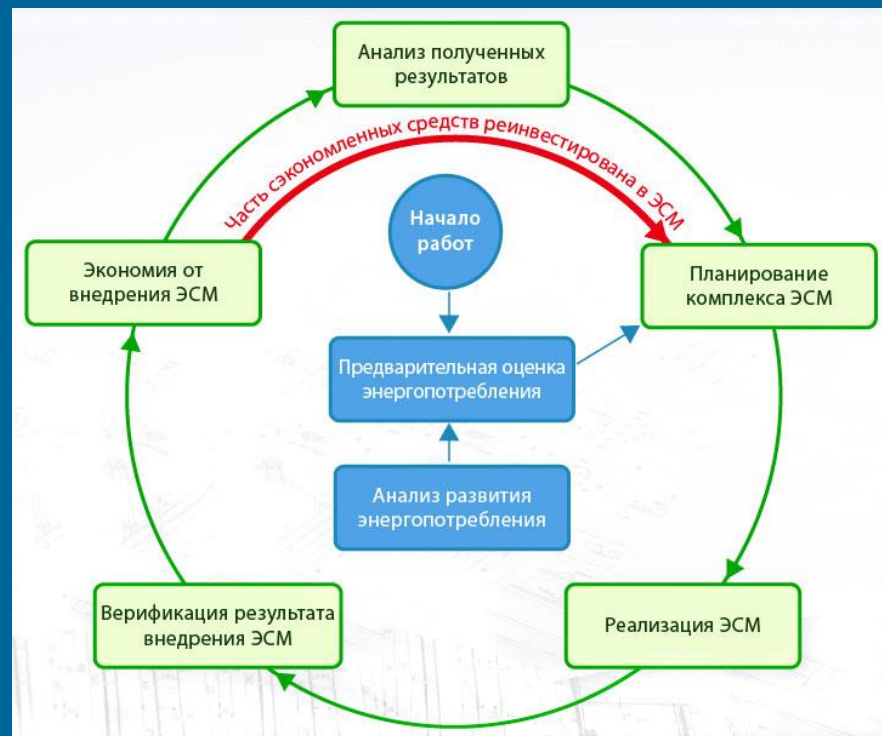 Анализ полученных
результатов
Часть сэкономленных средств реинвестирована в ЭСМ
Начало
работ
Экономия от
внедрения ЭСМ
Планирование
комплекса ЭСМ
Предварительная оценка
энергопотребления
Анализ развития
энергопотребления
Верификация результата
внедрения ЭСМ
Реализация ЭСМ